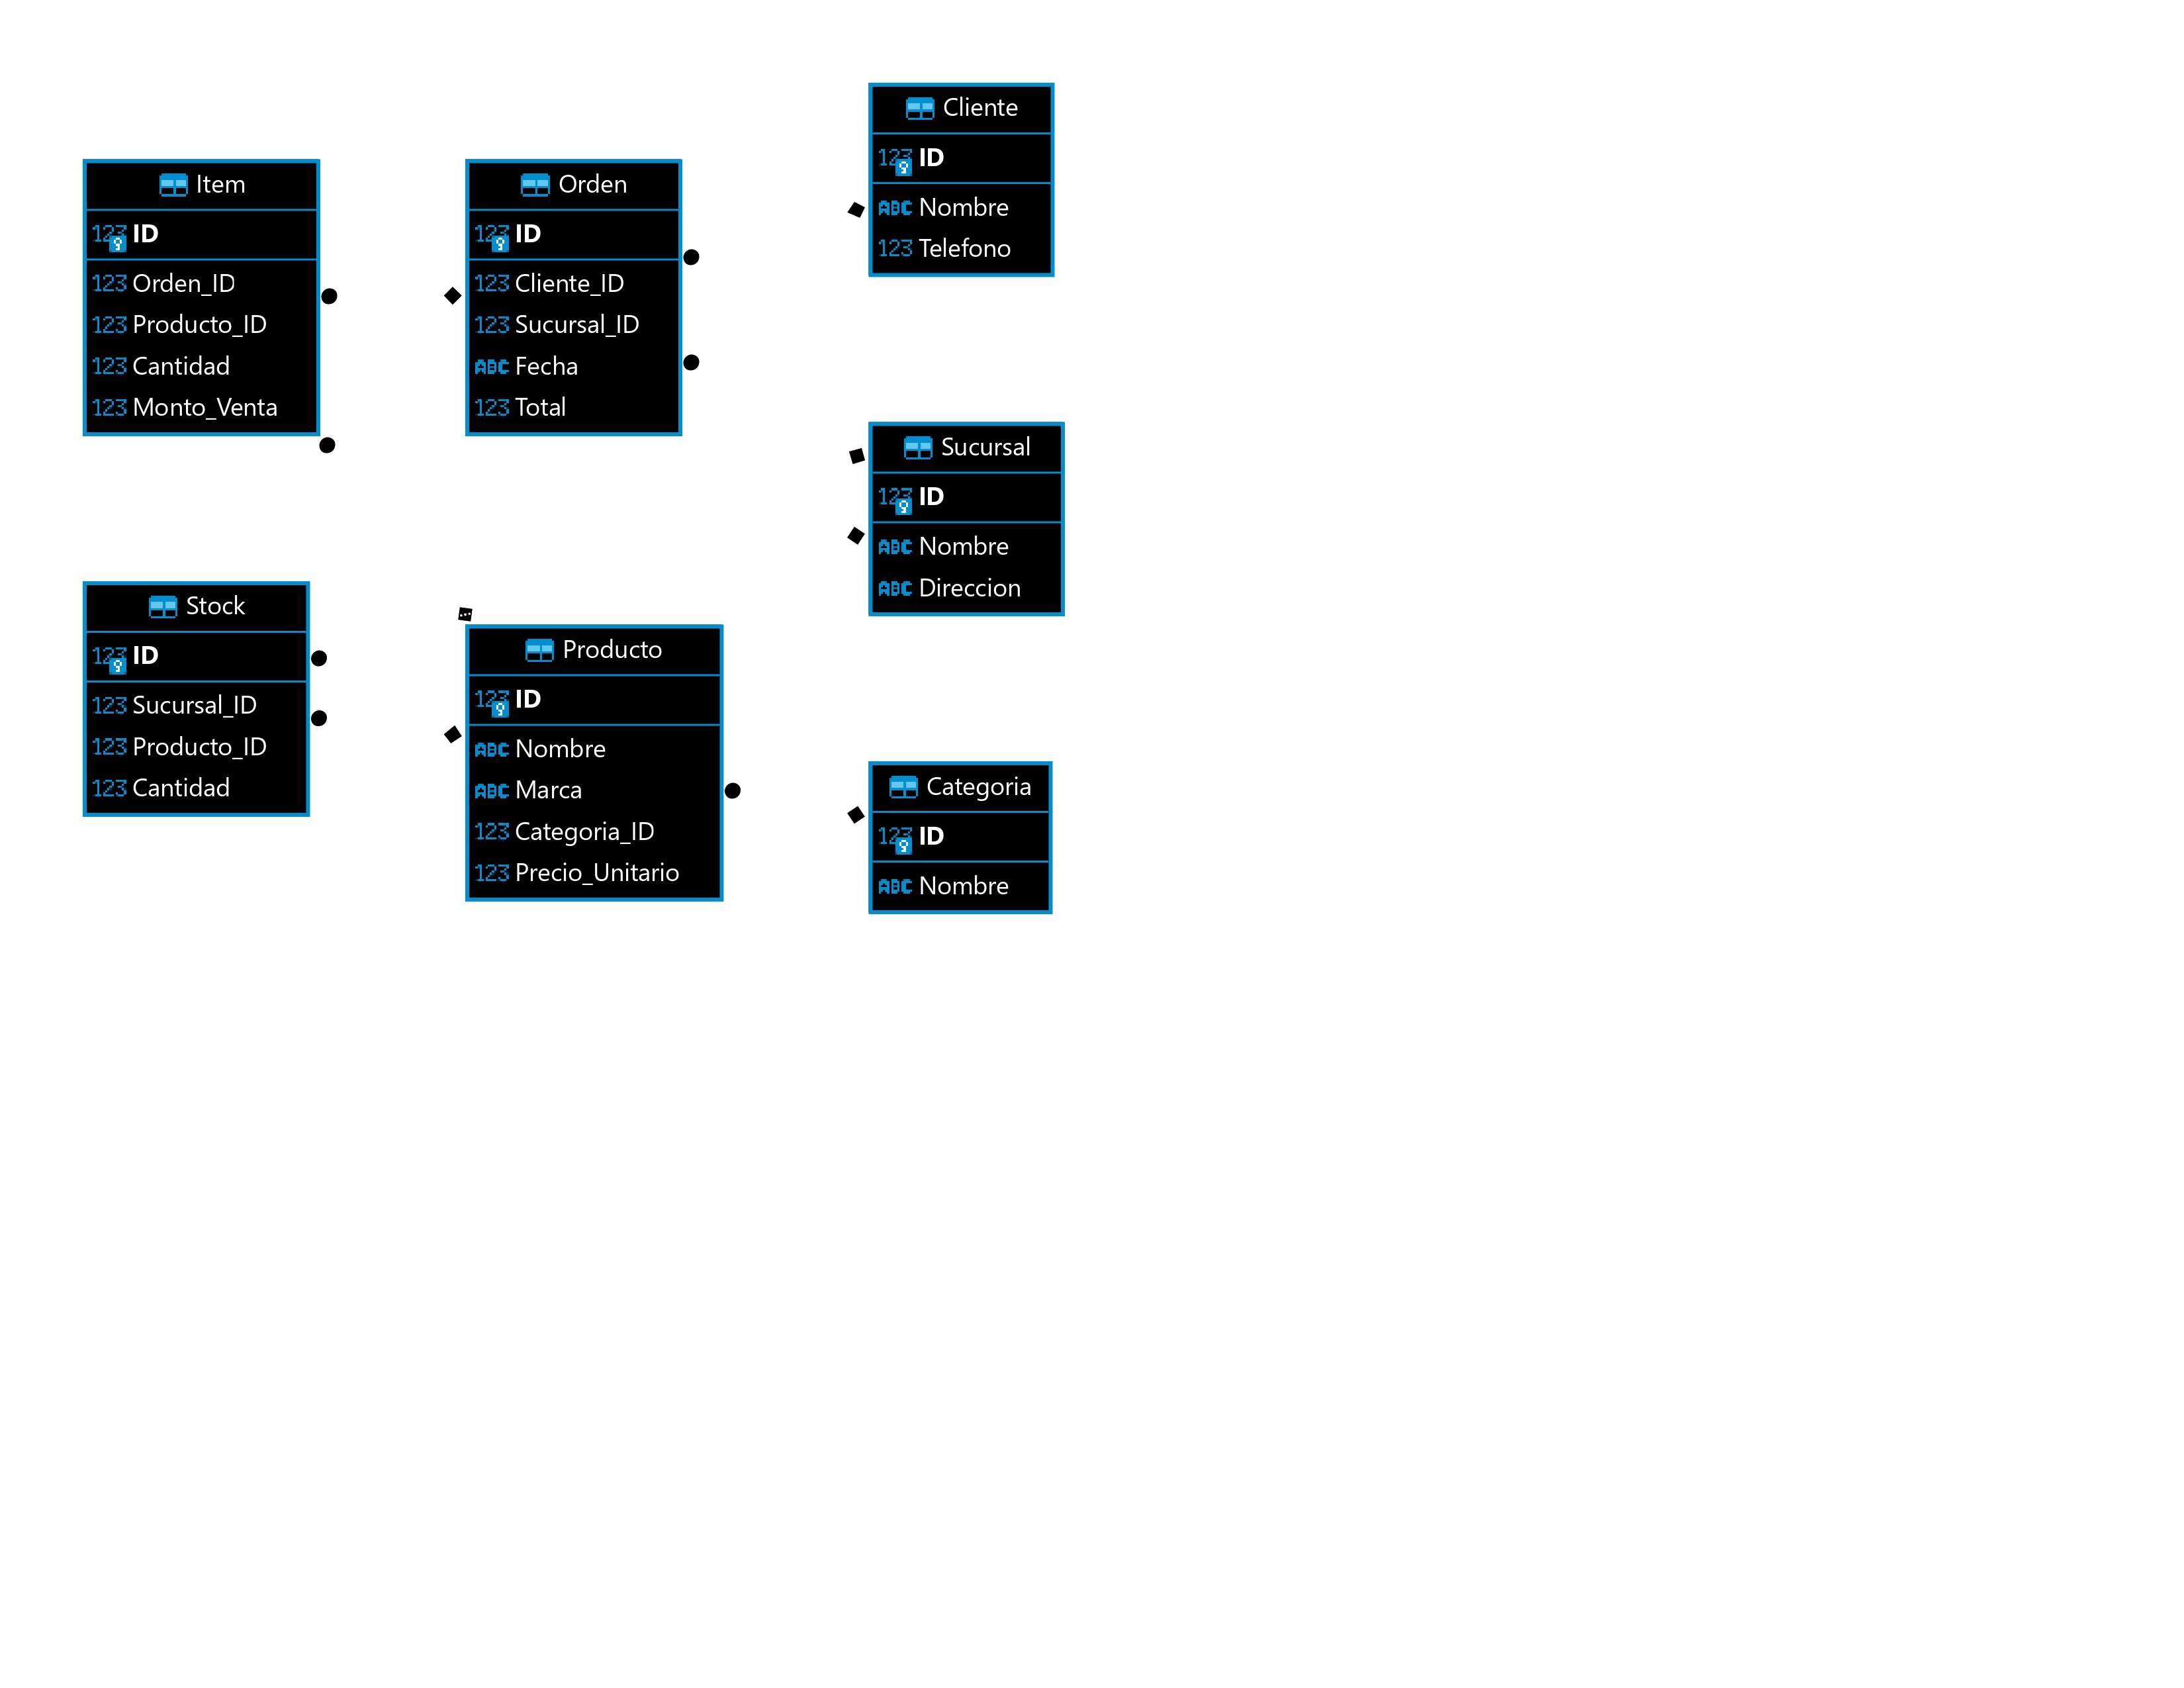 Item
123 ID
123 Orden_ID
123 Producto_ID
123 Cantidad
123 Monto_Venta
Orden
123 ID
123 Cliente_ID
123 Sucursal_ID
ABC Fecha
123 Total
Cliente
123 ID
ABC Nombre
123 Telefono
Sucursal
123 ID
ABC Nombre
ABC Direccion
Stock
123 ID
123 Sucursal_ID
123 Producto_ID
123 Cantidad
Producto
123 ID
ABC Nombre
ABC Marca
123 Categoria_ID
123 Precio_Unitario
Categoria
123 ID
ABC Nombre